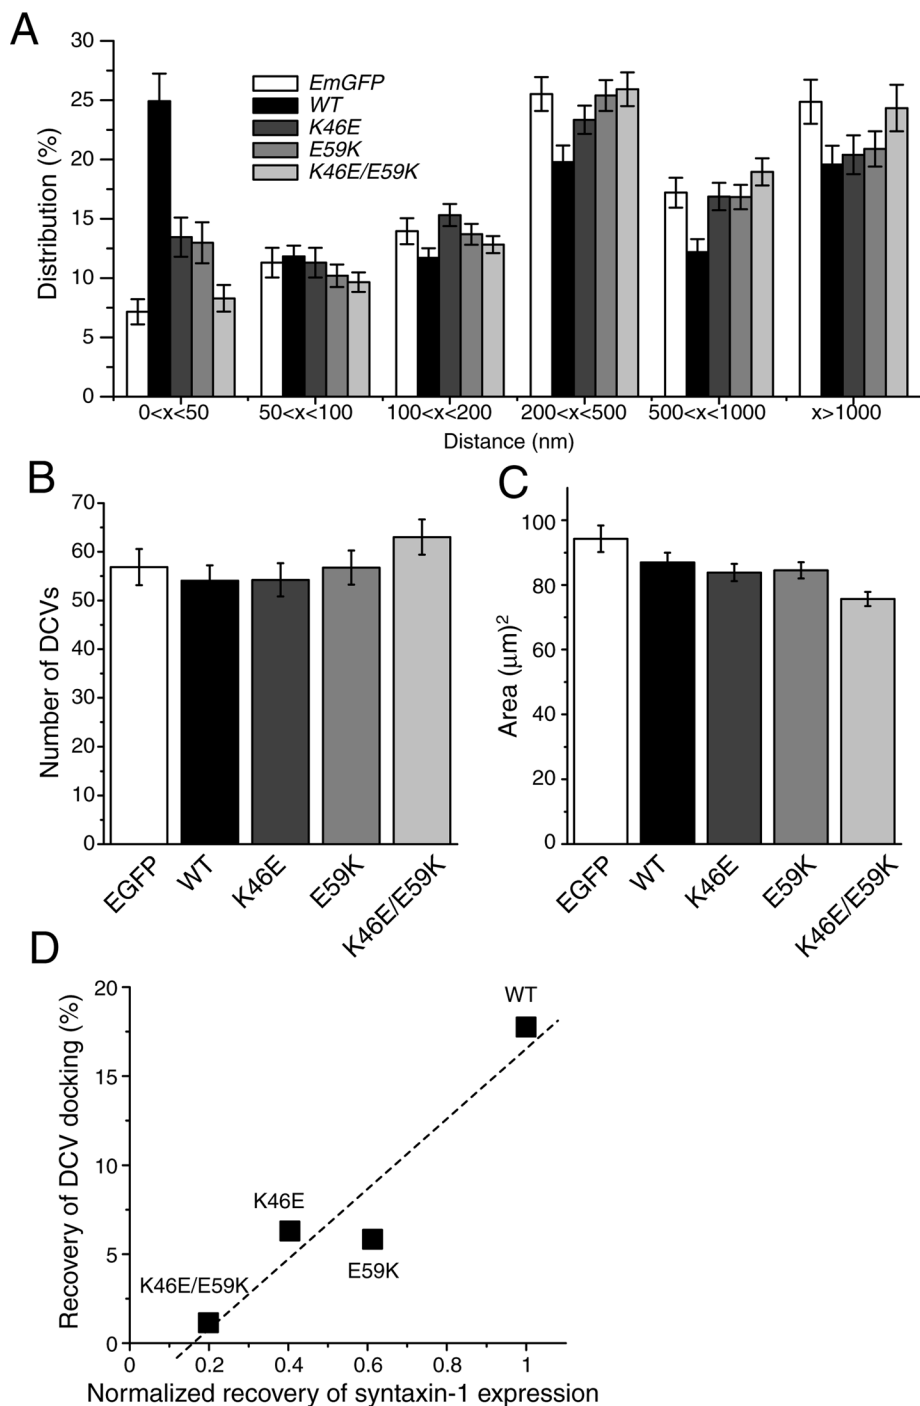 A
30
25
20
15
10
5
0
Distribution (%)
EmGFP
WT
K46E
E59K
K46E/E59K
0<x<50 50<x<100 100<x<200 200<x<500 500<x<1000 x>1000
Distance (nm)
B
70
60
50
40
30
20
10
0
Number of DCVs
EGFP WT K46E E59K K46E/E59K
C
100
80
60
40
20
0
Area (μm)2
EGFP WT K46E E59K K46E/E59K
D
20
15
10
5
0
Recovery of DCV docking (%)
WT
K46E
E59K
K46E/E59K
0 0.2 0.4 0.6 0.8 1
Normalized recovery of syntaxin-1 expression